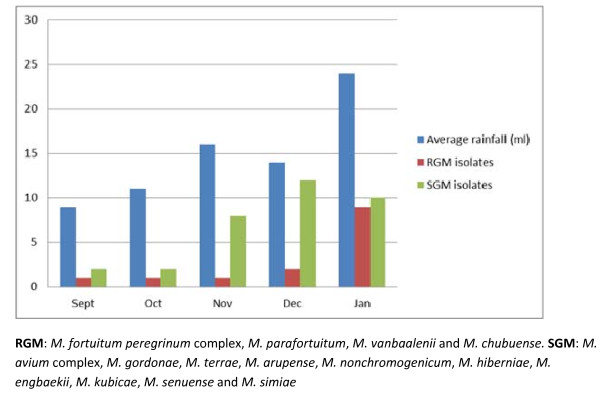 30
25
20
15
10
5
0
Sept Oct Nov Dec Jan
Average rainfall (ml)
RGM isolates
SGM isolates
RGM: M. fortuitum peregrinum complex, M. parafortuitum, M. vanbaalenii and M. chubuense. SGM: M.
avium complex, M. gordonae, M. terrae, M. arupense, M. nonchromogenicum, M. hiberniae, M.
engbaekii, M. kubicae, M. senuense and M. simiae